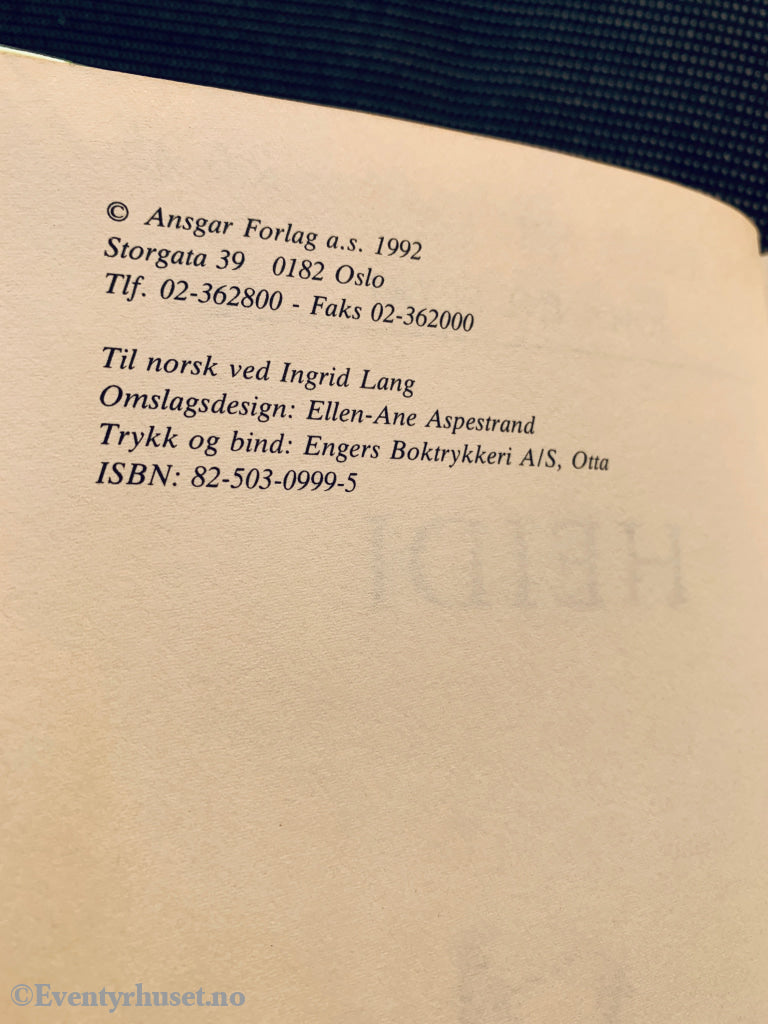 © Ansgar Forlag a.s. 1992
Storgata 39 0182 Oslo
Tlf. 02-362800 - Faks 02-362000
Til norsk ved Ingrid Lang
Omslagsdesign: Ellen-Ane Aspestrand
Trykk og bind: Engers Boktrykkeri A/S, Otta
ISBN: 82-503-0999-5
HEIDI
©Eventyrhuset.no